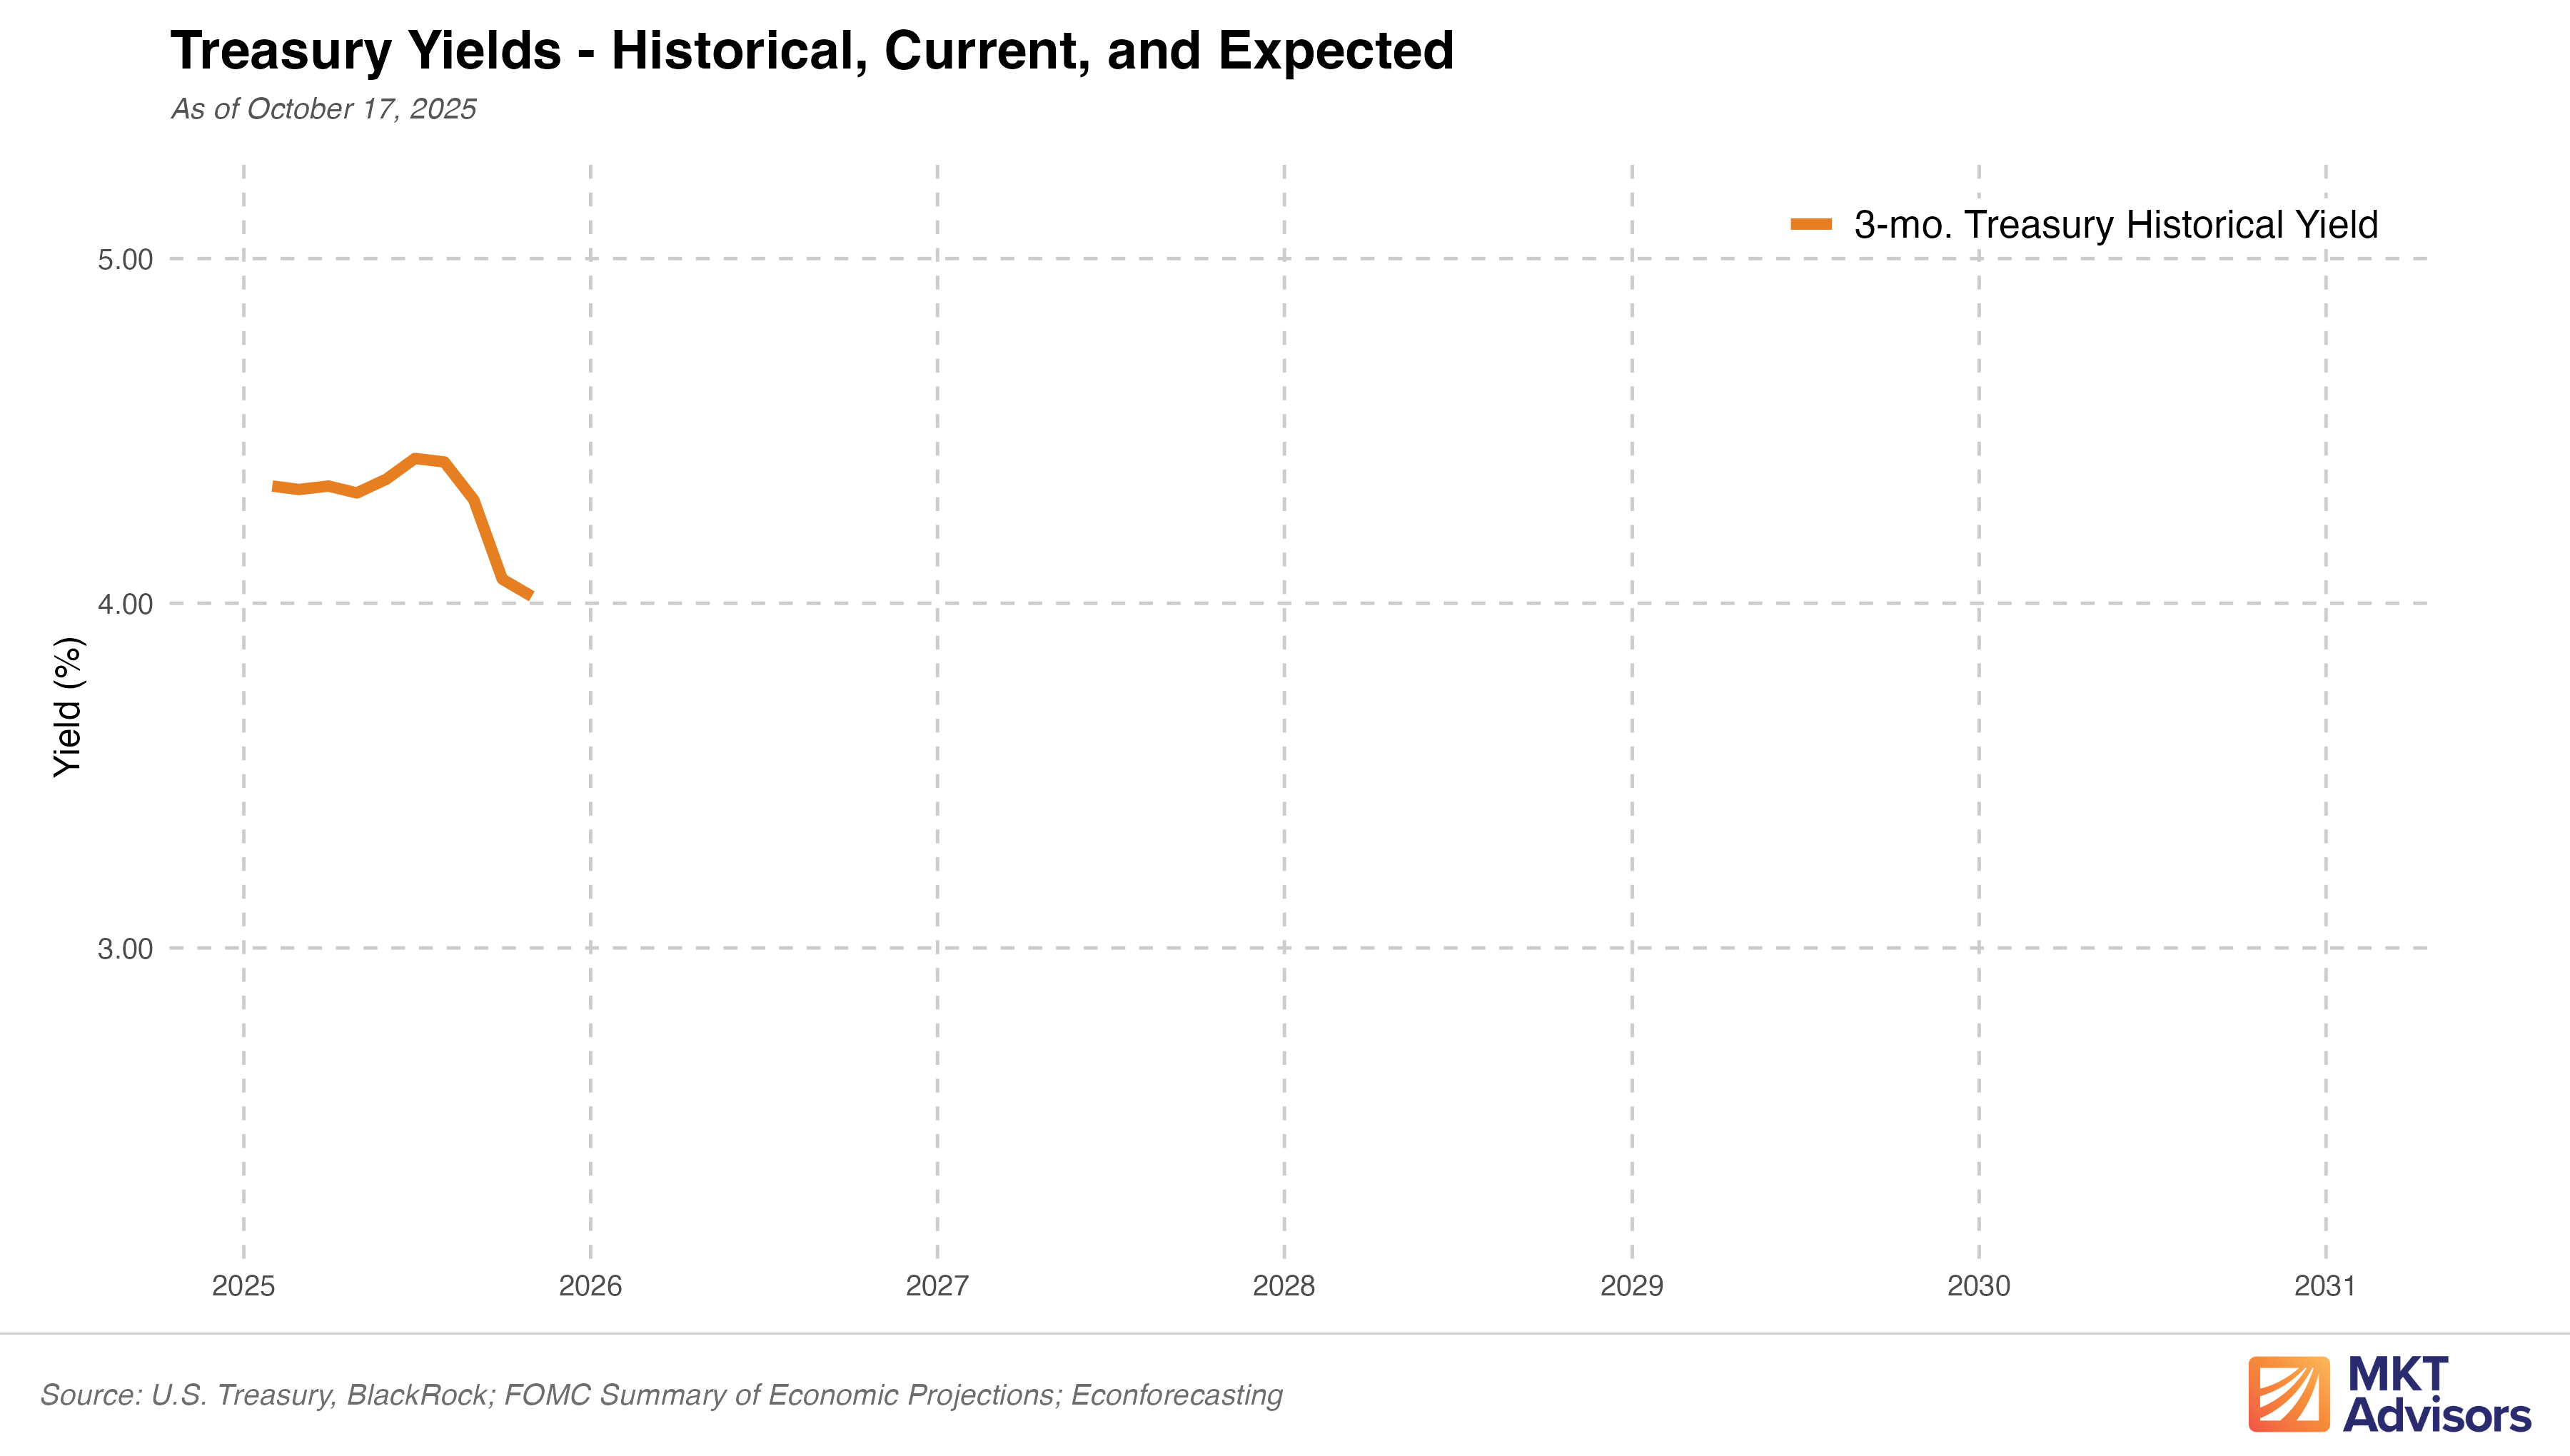 Treasury Yields - Historical, Current, and Expected
As of October 17, 2025
3-mo. Treasury Historical Yield
5.00
4.00
3.00
Yield (%)
2025
2026
2027
2028
2029
2030
2031
Source: U.S. Treasury, BlackRock; FOMC Summary of Economic Projections; Econforecasting
MKT
Advisors